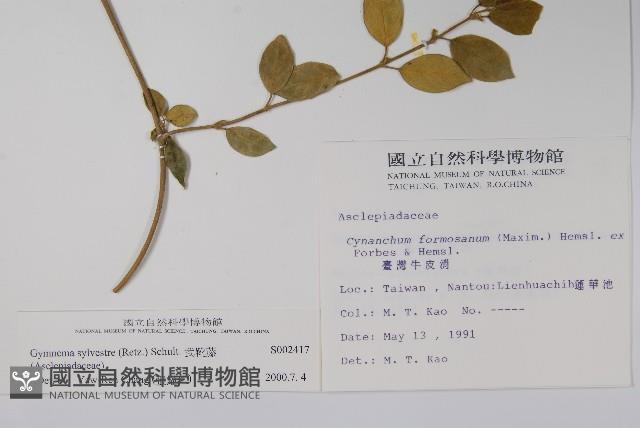 國立自然科學博物館
NATIONAL MUSEUM OF NATURAL SCIENCE
TAICHUNG, TAIWAN, R.O.CHINA
Asclepiadaceae
Cynanchum formosanum (Maxim.) Hemsl. ex
Forbes & Hemsl.
臺灣牛皮消
Loc.: Taiwan , Nantou:Lienhuachih蓮華池
Col.: M. T. Kao No. -----
Date: May 13 , 1991
Det.: M. T. Kao
國立自然科學博物館
NATIONAL MUSEUM OF NATURAL SCIENCE, TAICHUNG, TAIWAN, R.O.CHINA
Gymnema sylvestre (Retz.) Schult. 武靴藤 S002417
(Asclepiadaceae)
2000.7. 4
國立自然科學博物館
NATIONAL MUSEUM OF NATURAL SCIENCE